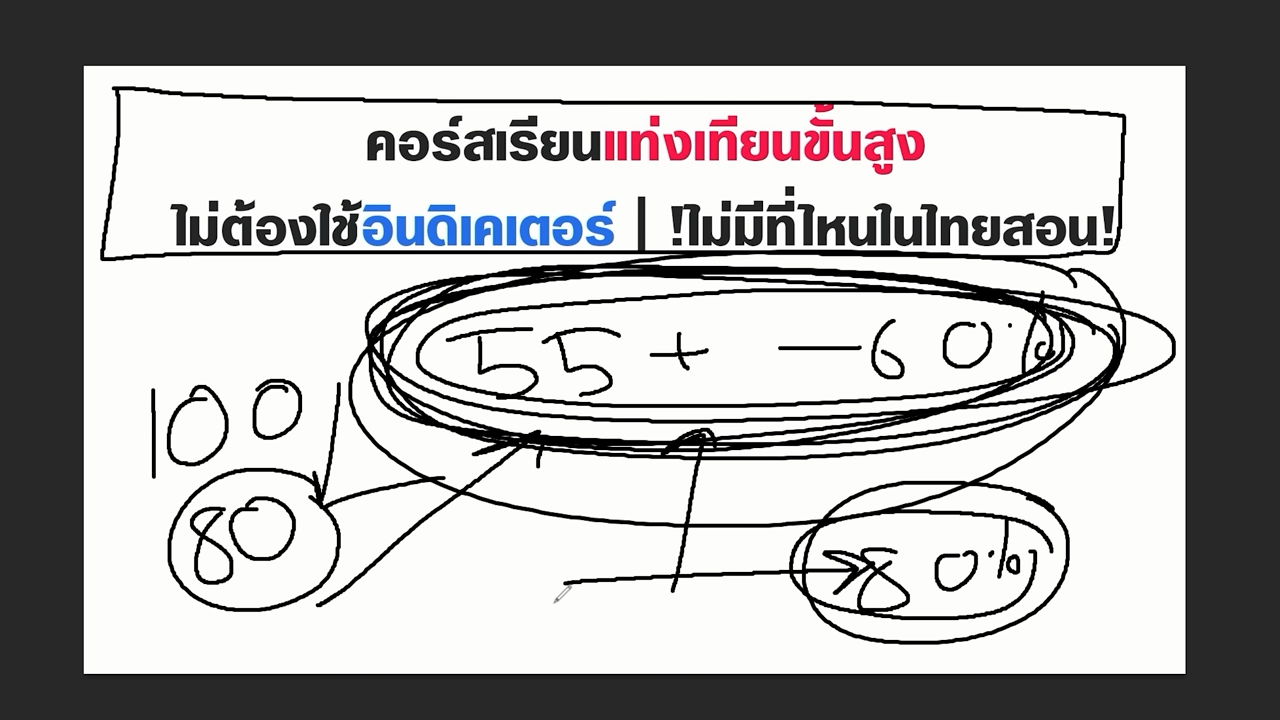 คอร์สเรียนแท่งเทียนขั้นสูง
ไม่ต้องใช้อินดิเคเตอร์ | !ไม่มีที่ไหนในไทยสอน!
55 + — 60%
100
80
80%